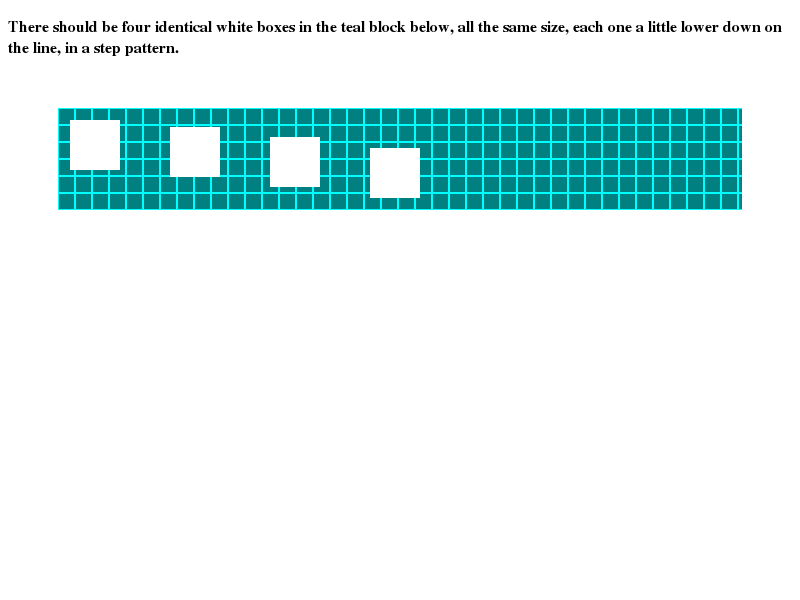 There should be four identical white boxes in the teal block below, all the same size, each one a little lower down on
the line, in a step pattern.